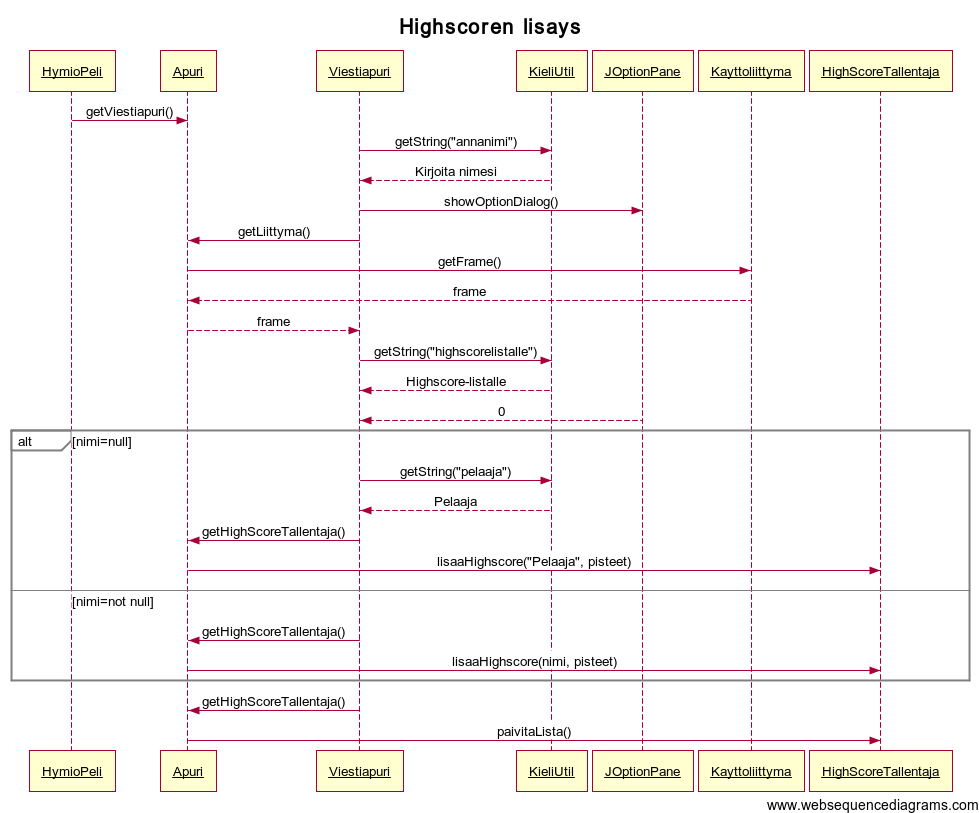 Highscoren lisays
HymioPeli Apuri Viestiapuri KieliUtil JOptionPane Kayttoliittyma HighScoreTallentaja
getViestiapuri()
getString("annanimi")
Kirjoita nimesi
showOptionDialog()
getLiittyma()
getFrame()
frame
frame
getString("highscorelistalle")
Highscore-listalle
0
alt [nimi=null]
getString("pelaaja")
Pelaaja
getHighScoreTallentaja()
lisaaHighscore("Pelaaja", pisteet)
[nimi=not null]
getHighScoreTallentaja()
lisaaHighscore(nimi, pisteet)
getHighScoreTallentaja()
paivitaLista()
HymioPeli Apuri Viestiapuri KieliUtil JOptionPane Kayttoliittyma HighScoreTallentaja
www.websequencediagrams.com